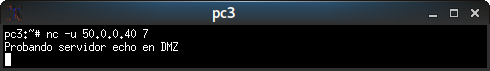 pc3
pc3:~# nc -u 50.0.0.40 7
Probando servidor echo en DMZ